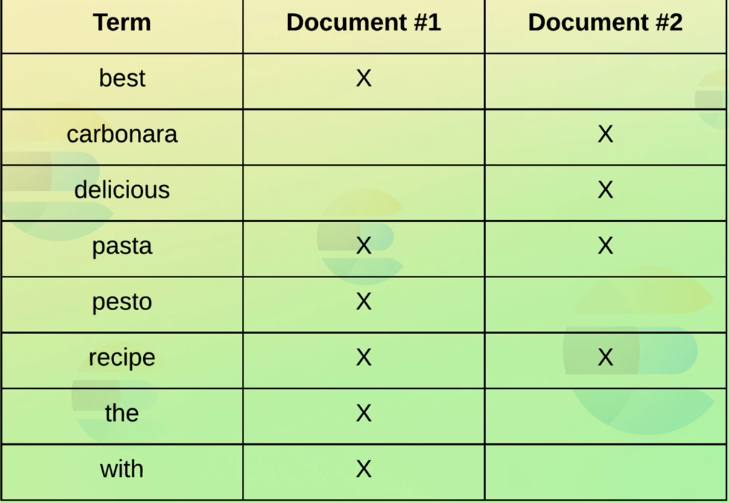 Term Document #1 Document #2
best X
carbonara X
delicious X
pasta X X
pesto X
recipe X X
the X
with X